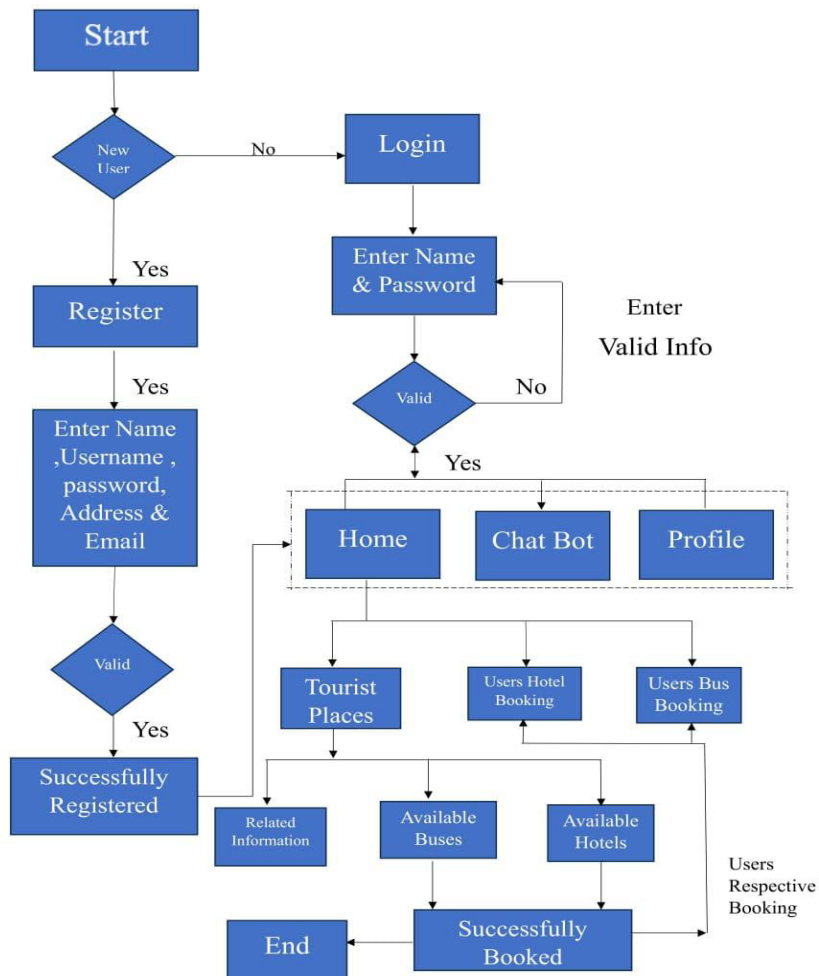 Start
New
User
No
Login
Yes
Enter Name
& Password
Register
Enter
Valid Info
Yes
Valid
No
Enter Name
,Username ,
password,
Address &
Email
Yes
Home
Chat Bot
Profile
Valid
Yes
Tourist
Places
Users Hotel
Booking
Users Bus
Booking
Successfully
Registered
Related
Information
Available
Buses
Available
Hotels
Users
Respective
Booking
End
Successfully
Booked